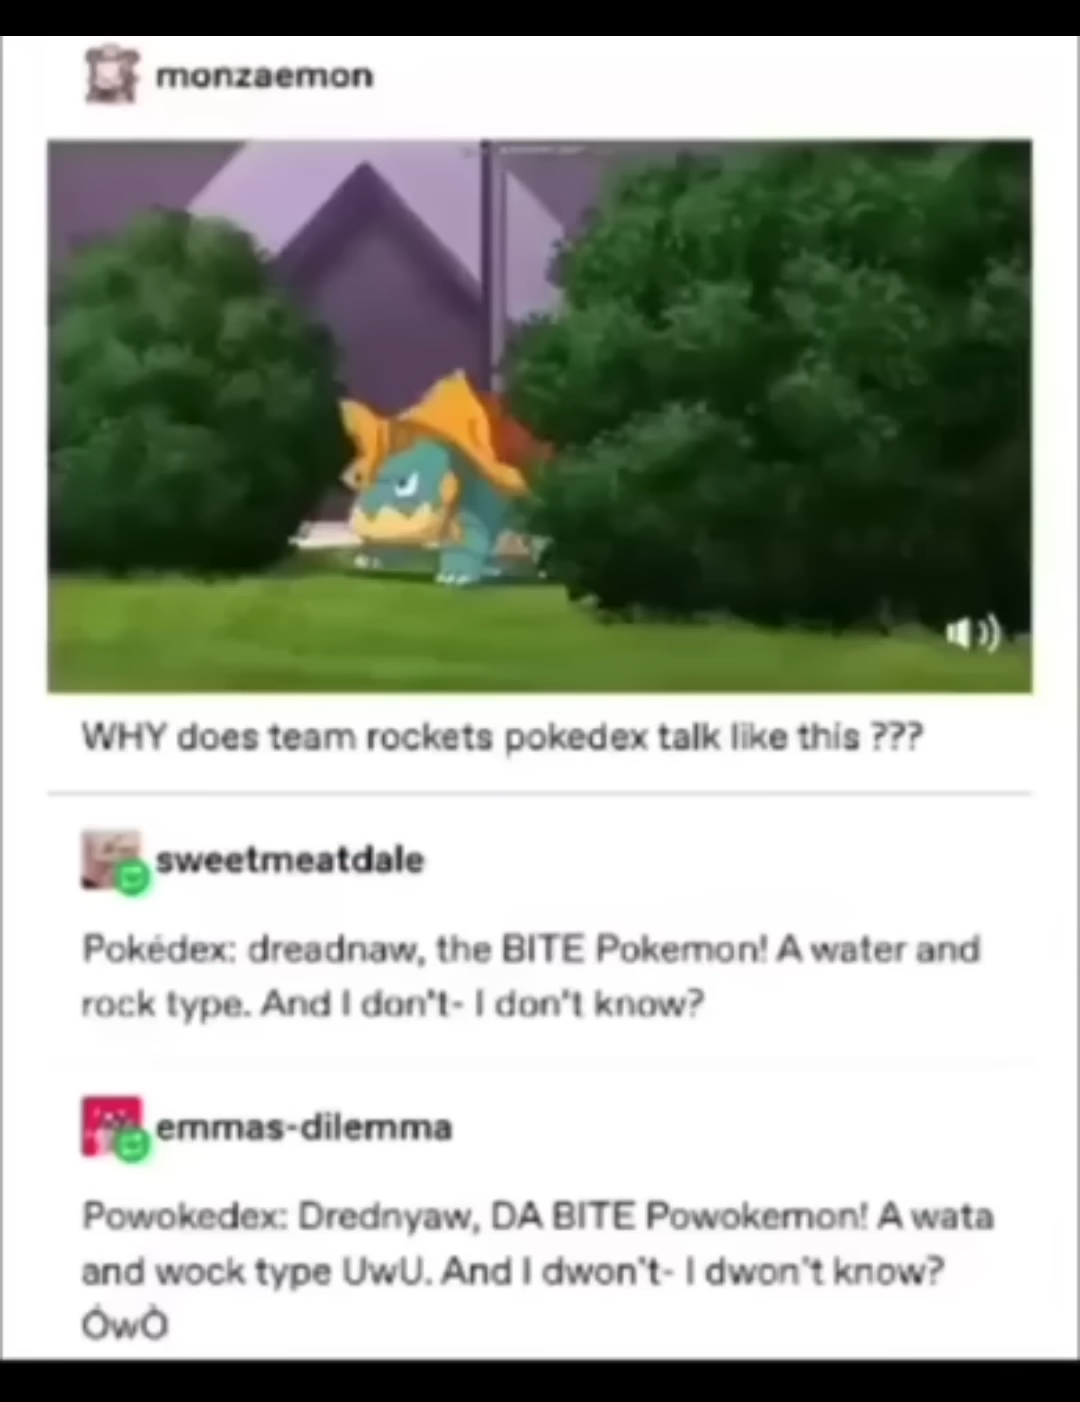 monzaemon
WHY does team rockets pokedex talk like this ???
sweetmeatdale
Pokédex: dreadnaw, the BITE Pokemon! A water and
rock type. And I don't- I don't know?
emmas-dilemma
Powokedex: Drednyaw, DA BITE Powokemon! A wata
and wock type UwU. And I dwon't- I dwon't know?
ÓwÒ